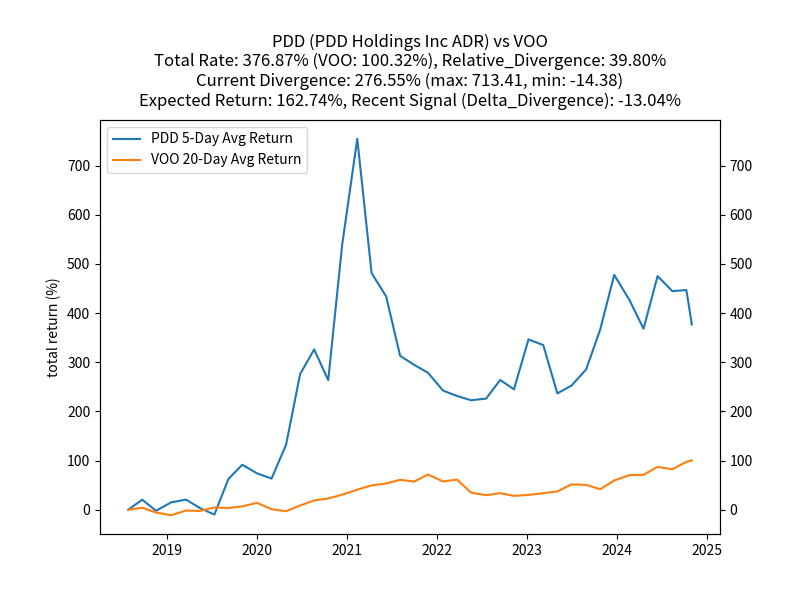 PDD (PDD Holdings Inc ADR) vs VOO
Total Rate: 376.87% (VOO: 100.32%), Relative_Divergence: 39.80%
Current Divergence: 276.55% (max: 713.41, min: -14.38)
Expected Return: 162.74%, Recent Signal (Delta_Divergence): -13.04%
PDD 5-Day Avg Return
VOO 20-Day Avg Return
total return (%)
700
600
500
400
300
200
100
0
700
600
500
400
300
200
100
0
2019 2020 2021 2022 2023 2024 2025